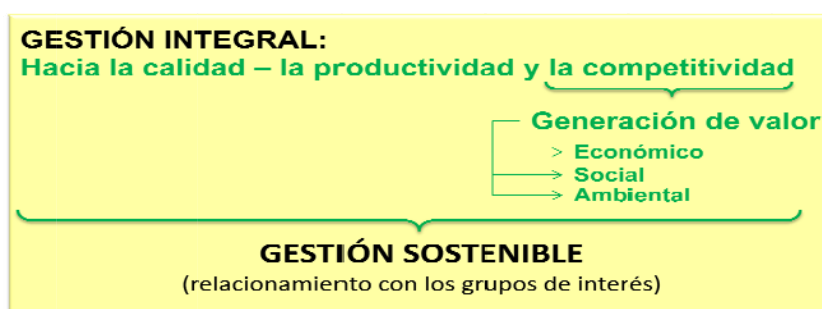 GESTIÓN INTEGRAL:
Hacia la calidad – la productividad y la competitividad
Generación de valor
> Económico
Social
Ambiental
GESTIÓN SOSTENIBLE
(relacionamiento con los grupos de interés)